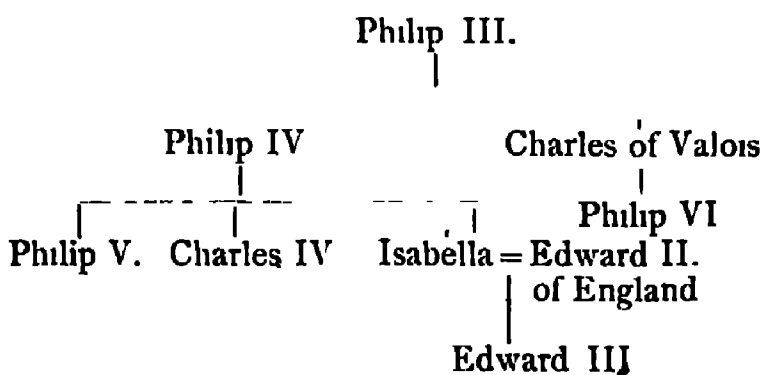 Philip III.
Philip IV Charles of Valois
Philip VI
Philip V. Charles IV Isabella = Edward II.
of England
Edward III